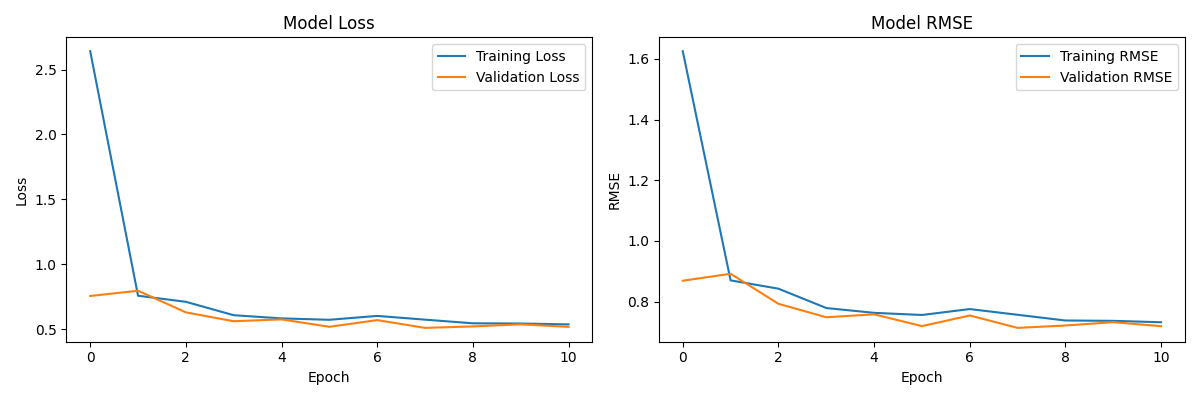 Model Loss
Training Loss
Validation Loss
2.5
2.0
1.5
1.0
0.5
Loss
0 2 4 6 8 10
Epoch
Model RMSE
Training RMSE
Validation RMSE
1.6
1.4
1.2
1.0
0.8
RMSE
0 2 4 6 8 10
Epoch